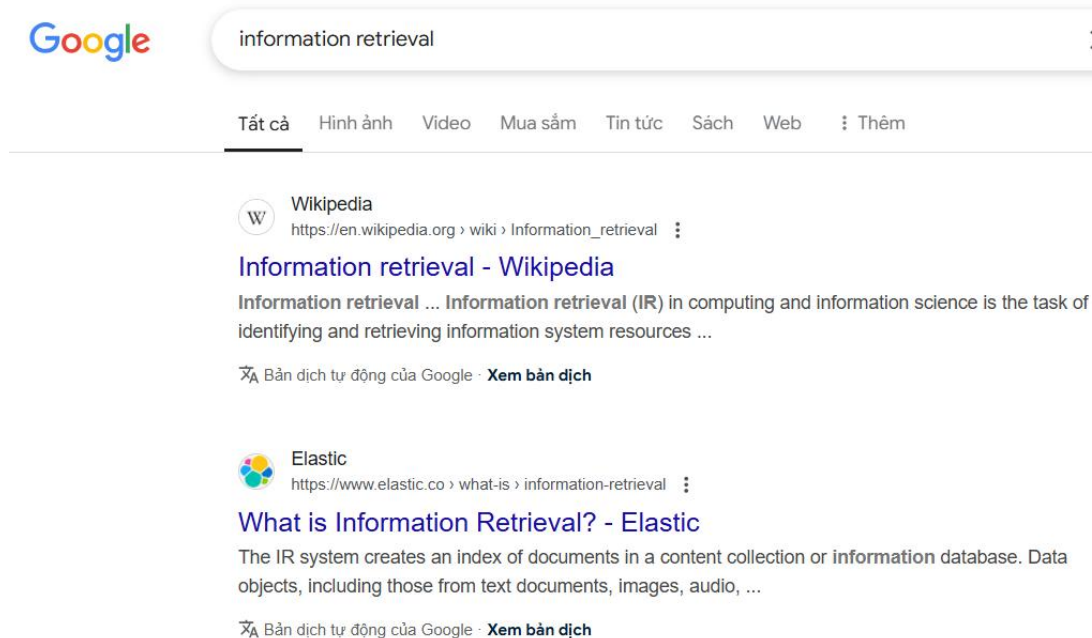 Google
information retrieval
Tất cả Hình ảnh Video Mua sắm Tin tức Sách Web Thêm
W
Wikipedia
https://en.wikipedia.org › wiki › Information_retrieval
Information retrieval - Wikipedia
Information retrieval ... Information retrieval (IR) in computing and information science is the task of
identifying and retrieving information system resources ...
Bản dịch tự động của Google · Xem bản dịch
Elastic
https://www.elastic.co › what-is › information-retrieval
What is Information Retrieval? - Elastic
The IR system creates an index of documents in a content collection or information database. Data
objects, including those from text documents, images, audio, ...
Bản dịch tự động của Google · Xem bản dịch